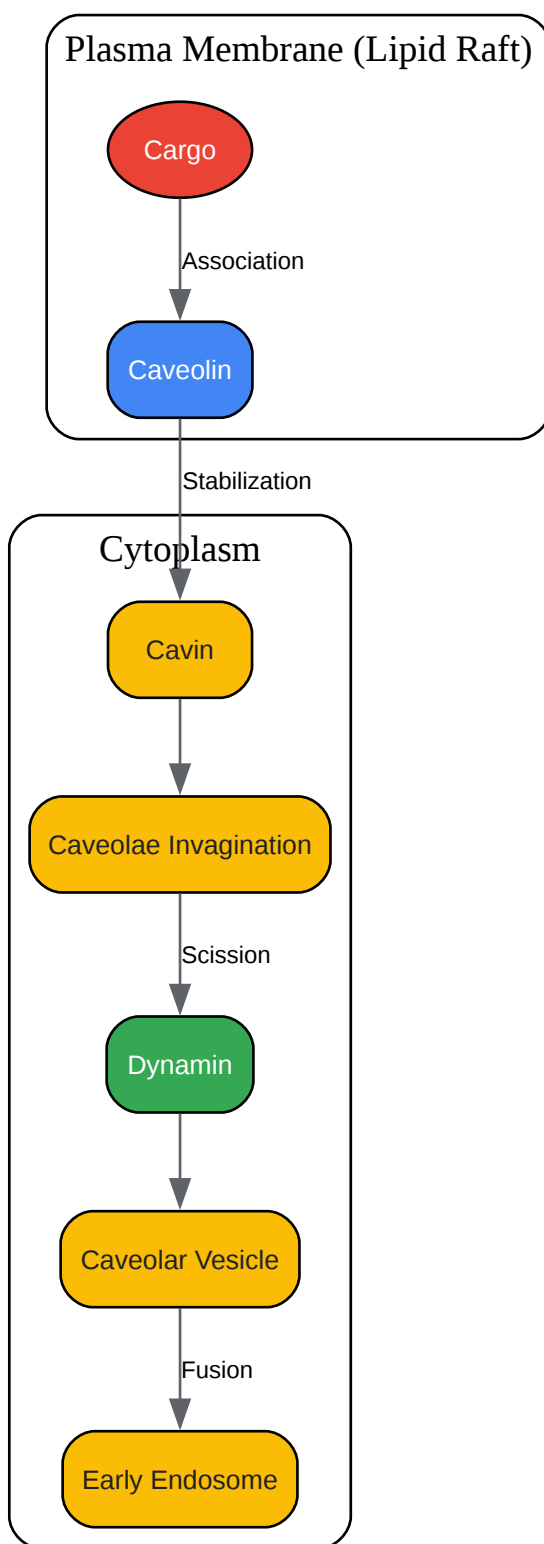 Plasma Membrane (Lipid Raft)
Cargo
Association
Caveolin
Stabilization
Cytoplasm
Cavin
Caveolae Invagination
Scission
Dynamin
Caveolar Vesicle
Fusion
Early Endosome